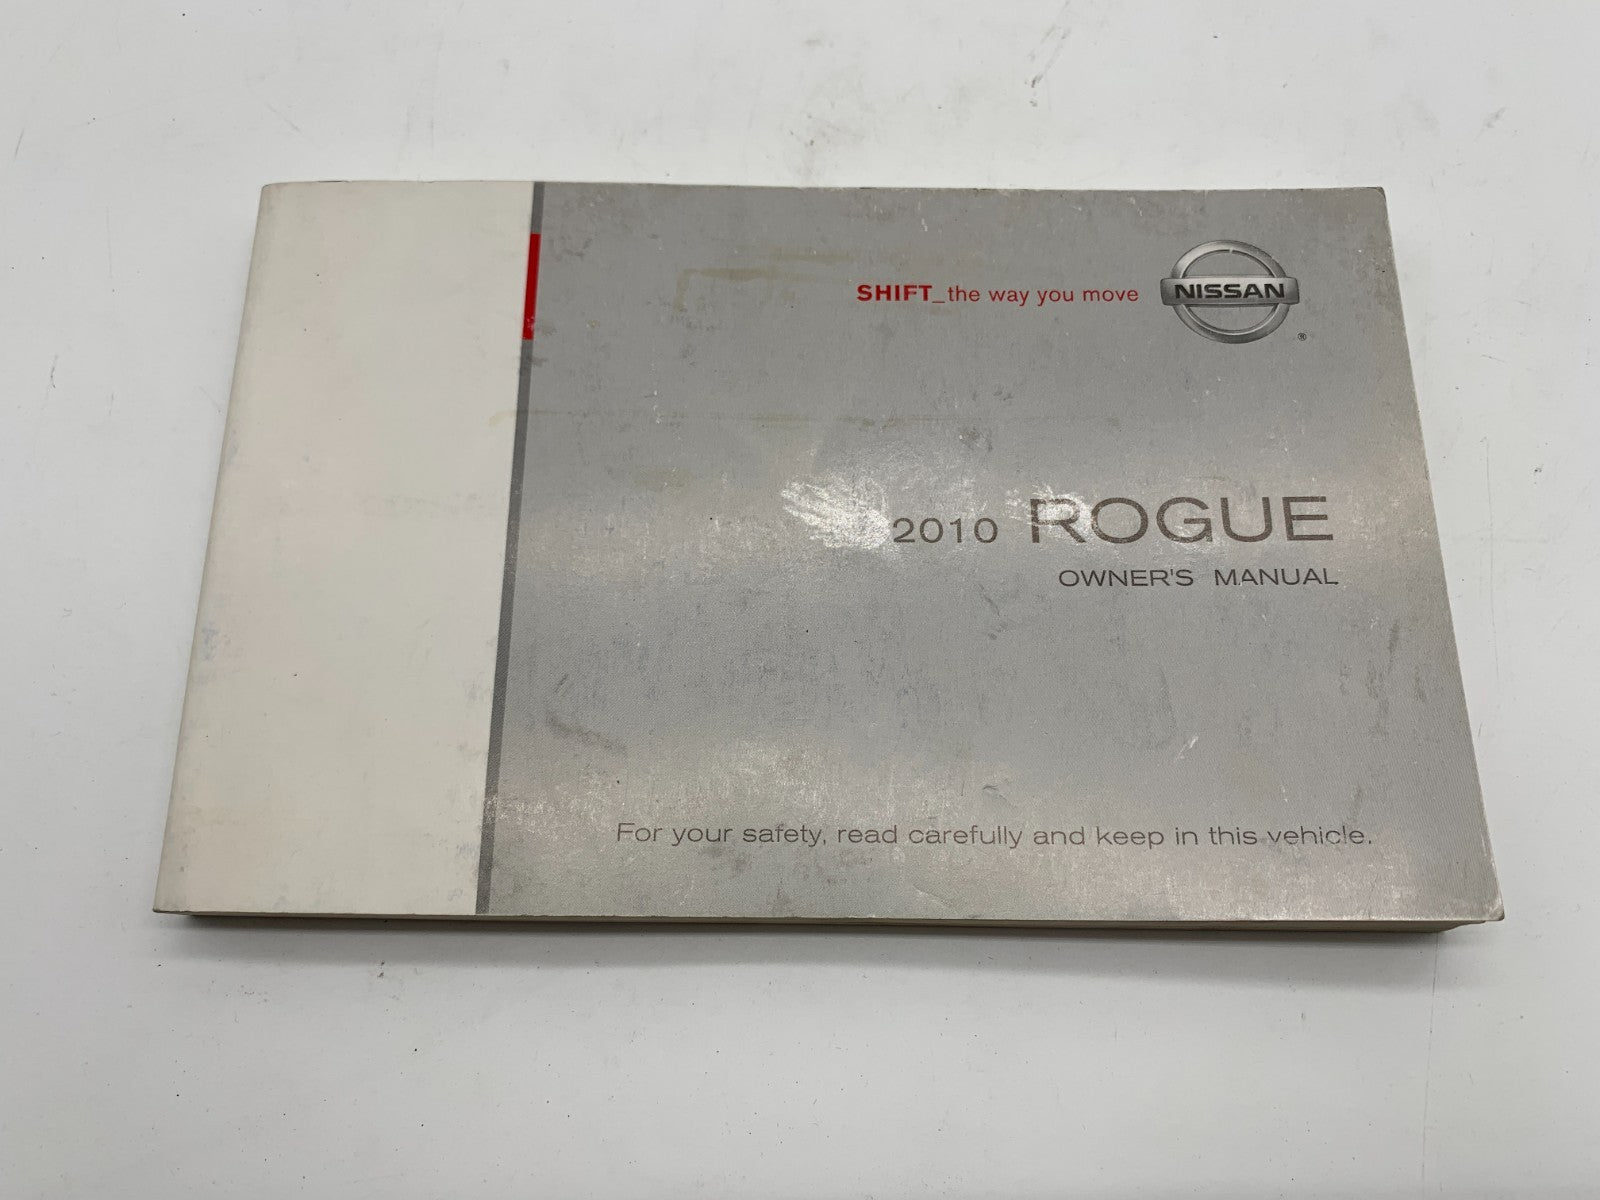 SHIFT_the way you move
NISSAN
®
2010 ROGUE
OWNER'S MANUAL
For your safety, read carefully and keep in this vehicle.